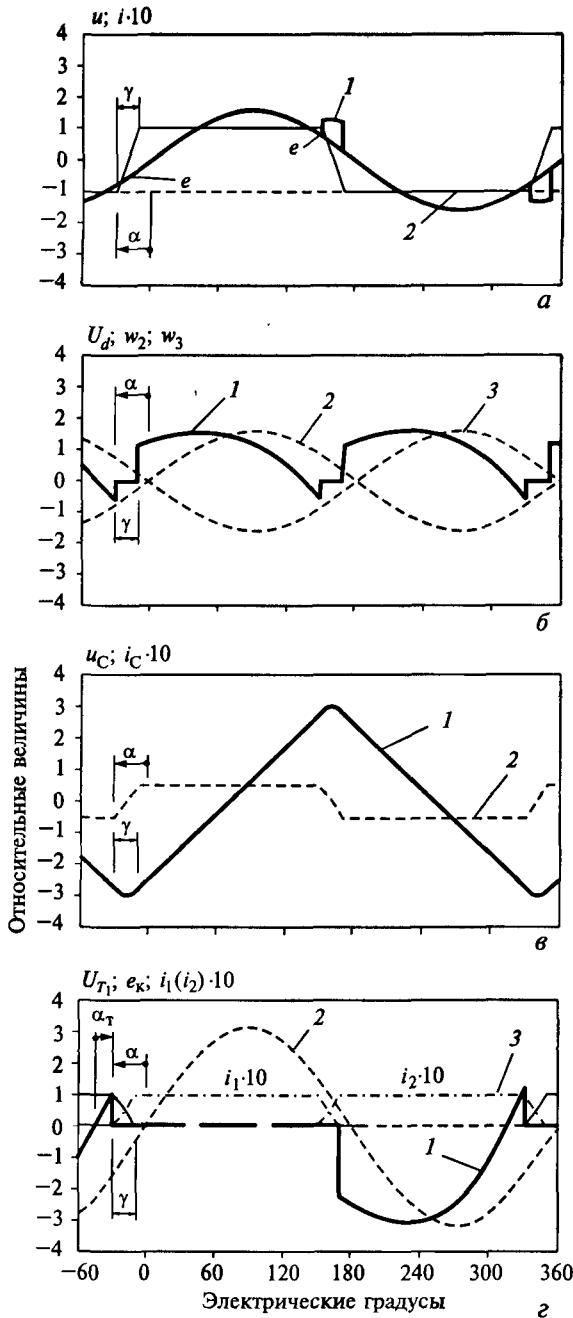 u; i·10
4
3
2
1
0
−1
−2
−3
−4
γ
α
e
e
1
2
а
U_d; w_2; w_3
4
3
2
1
0
−1
−2
−3
−4
α
γ
1
2
3
б
Относительные величины
u_C; i_C·10
4
3
2
1
0
−1
−2
−3
−4
α
γ
1
2
в
U_{T_1}; e_к; i_1(i_2)·10
4
3
2
1
0
−1
−2
−3
−4
α_т
α
γ
2
3
i_1·10
i_2·10
1
−60
0
60
120
180
240
300
360
Электрические градусы
г